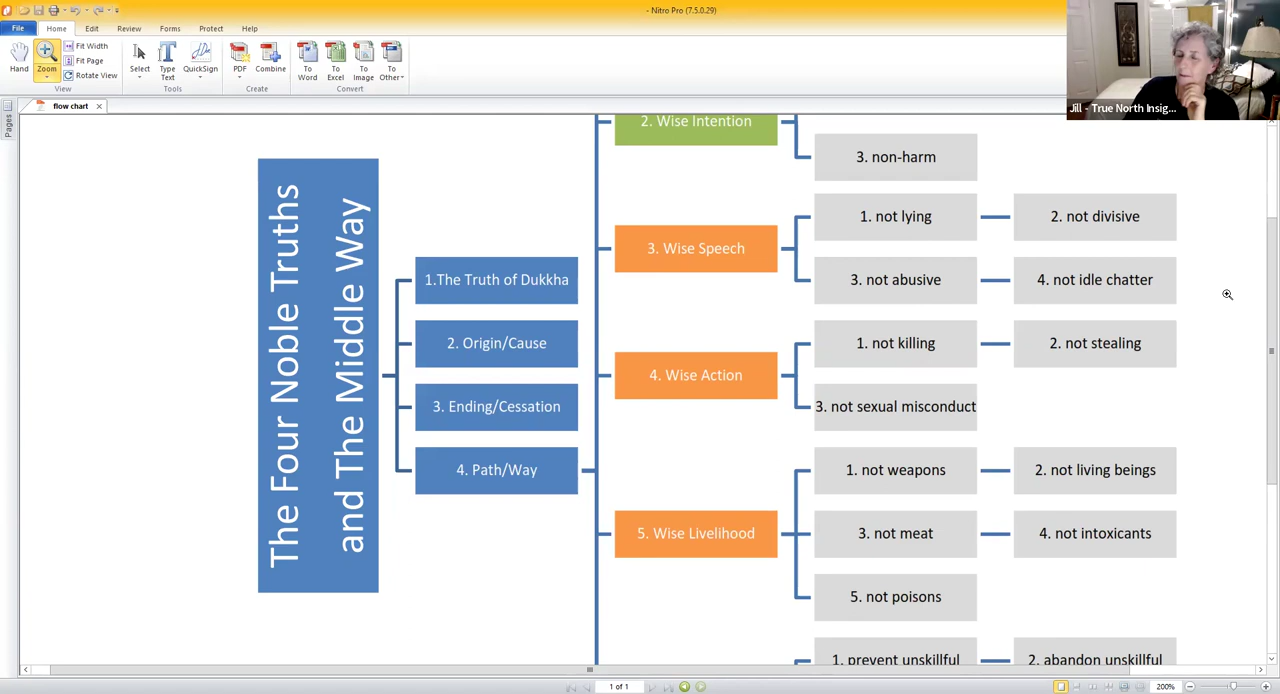 - Nitro Pro (7.5.0.29)
File Home Edit Review Forms Protect Help
Hand Zoom Fit Width Fit Page Rotate View Select Type Text QuickSign PDF Combine To Word To Excel To Image To Other
View Tools Create Convert
Jill - True North Insig...
flow chart
Pages
The Four Noble Truths
and The Middle Way
1.The Truth of Dukkha
2. Origin/Cause
3. Ending/Cessation
4. Path/Way
2. Wise Intention
3. non-harm
3. Wise Speech
1. not lying
2. not divisive
3. not abusive
4. not idle chatter
4. Wise Action
1. not killing
2. not stealing
3. not sexual misconduct
5. Wise Livelihood
1. not weapons
2. not living beings
3. not meat
4. not intoxicants
5. not poisons
1. prevent unskillful
2. abandon unskillful
1 of 1
200%